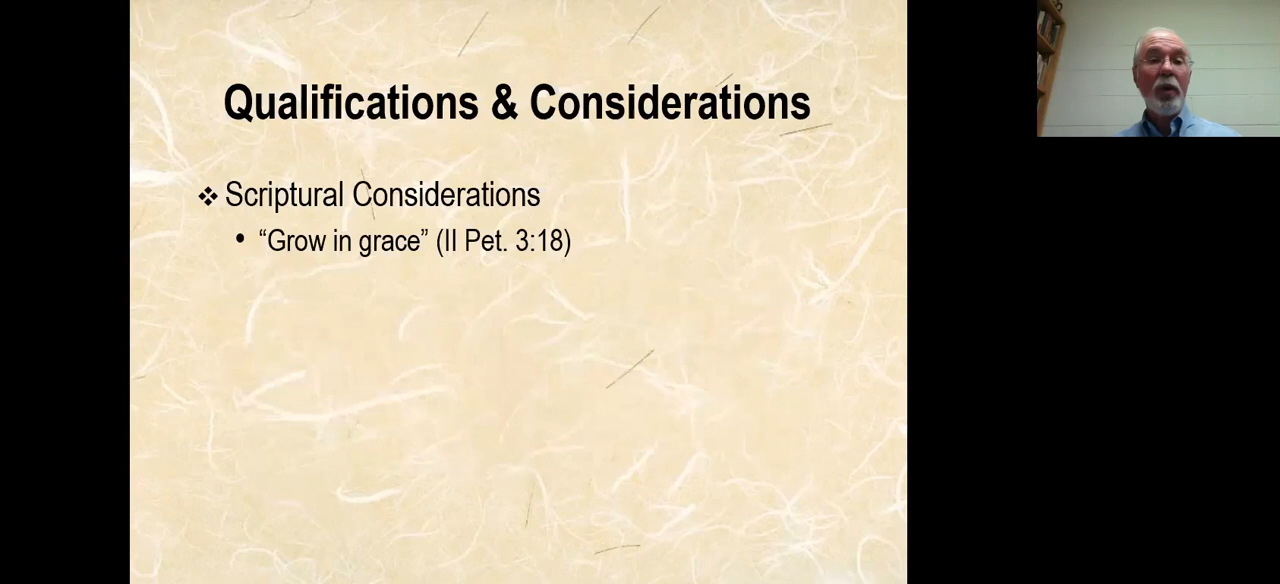 Qualifications & Considerations
❖ Scriptural Considerations
• “Grow in grace” (II Pet. 3:18)